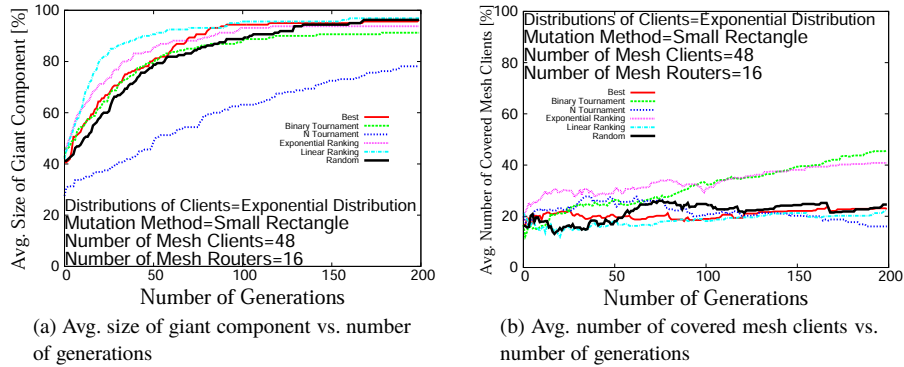 Avg. Size of Giant Component [%]
100
80
60
40
20
0
Best
Binary Tournament
N Tournament
Exponential Ranking
Linear Ranking
Random
Distributions of Clients=Exponential Distribution
Mutation Method=Small Rectangle
Number of Mesh Clients=48
Number of Mesh Routers=16
0 50 100 150 200
Number of Generations
(a) Avg. size of giant component vs. number
of generations
Avg. Number of Covered Mesh Clients [%]
100
80
60
40
20
0
Distributions of Clients=Exponential Distribution
Mutation Method=Small Rectangle
Number of Mesh Clients=48
Number of Mesh Routers=16
Best
Binary Tournament
N Tournament
Exponential Ranking
Linear Ranking
Random
0 50 100 150 200
Number of Generations
(b) Avg. number of covered mesh clients vs.
number of generations